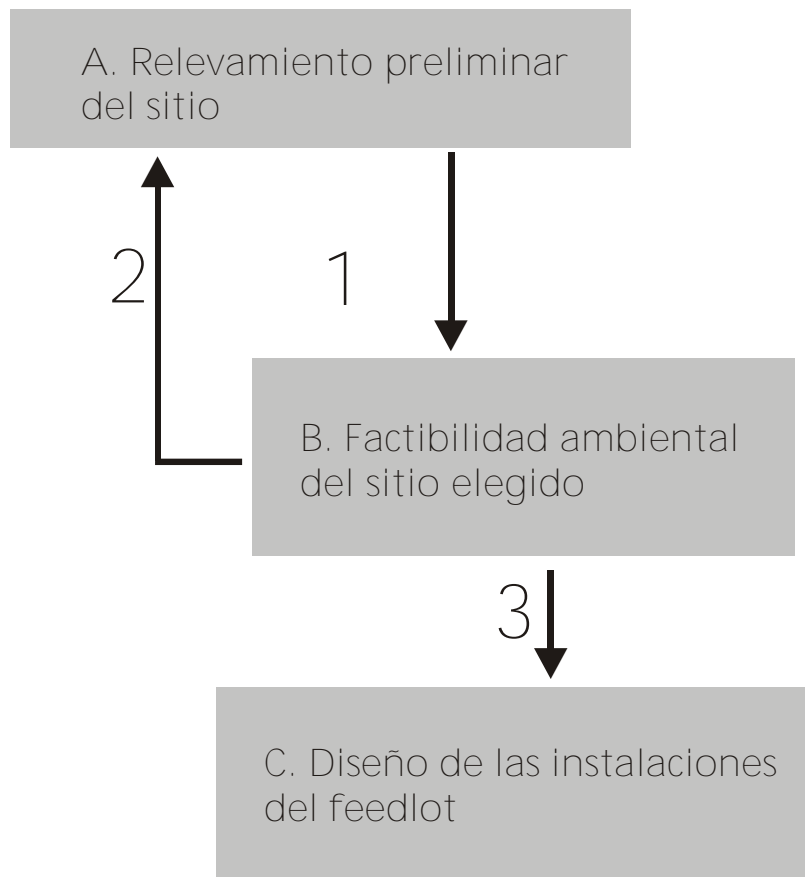 A. Relevamiento preliminar
del sitio
2
1
B. Factibilidad ambiental
del sitio elegido
3
C. Diseño de las instalaciones
del feedlot